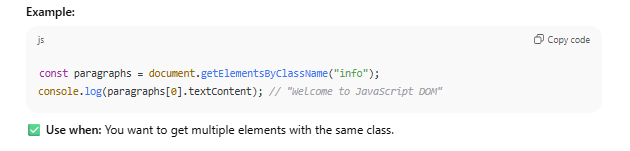 Example:
js
Copy code
const paragraphs = document.getElementsByClassName("info");
console.log(paragraphs[0].textContent); // "Welcome to JavaScript DOM"
✅ Use when: You want to get multiple elements with the same class.